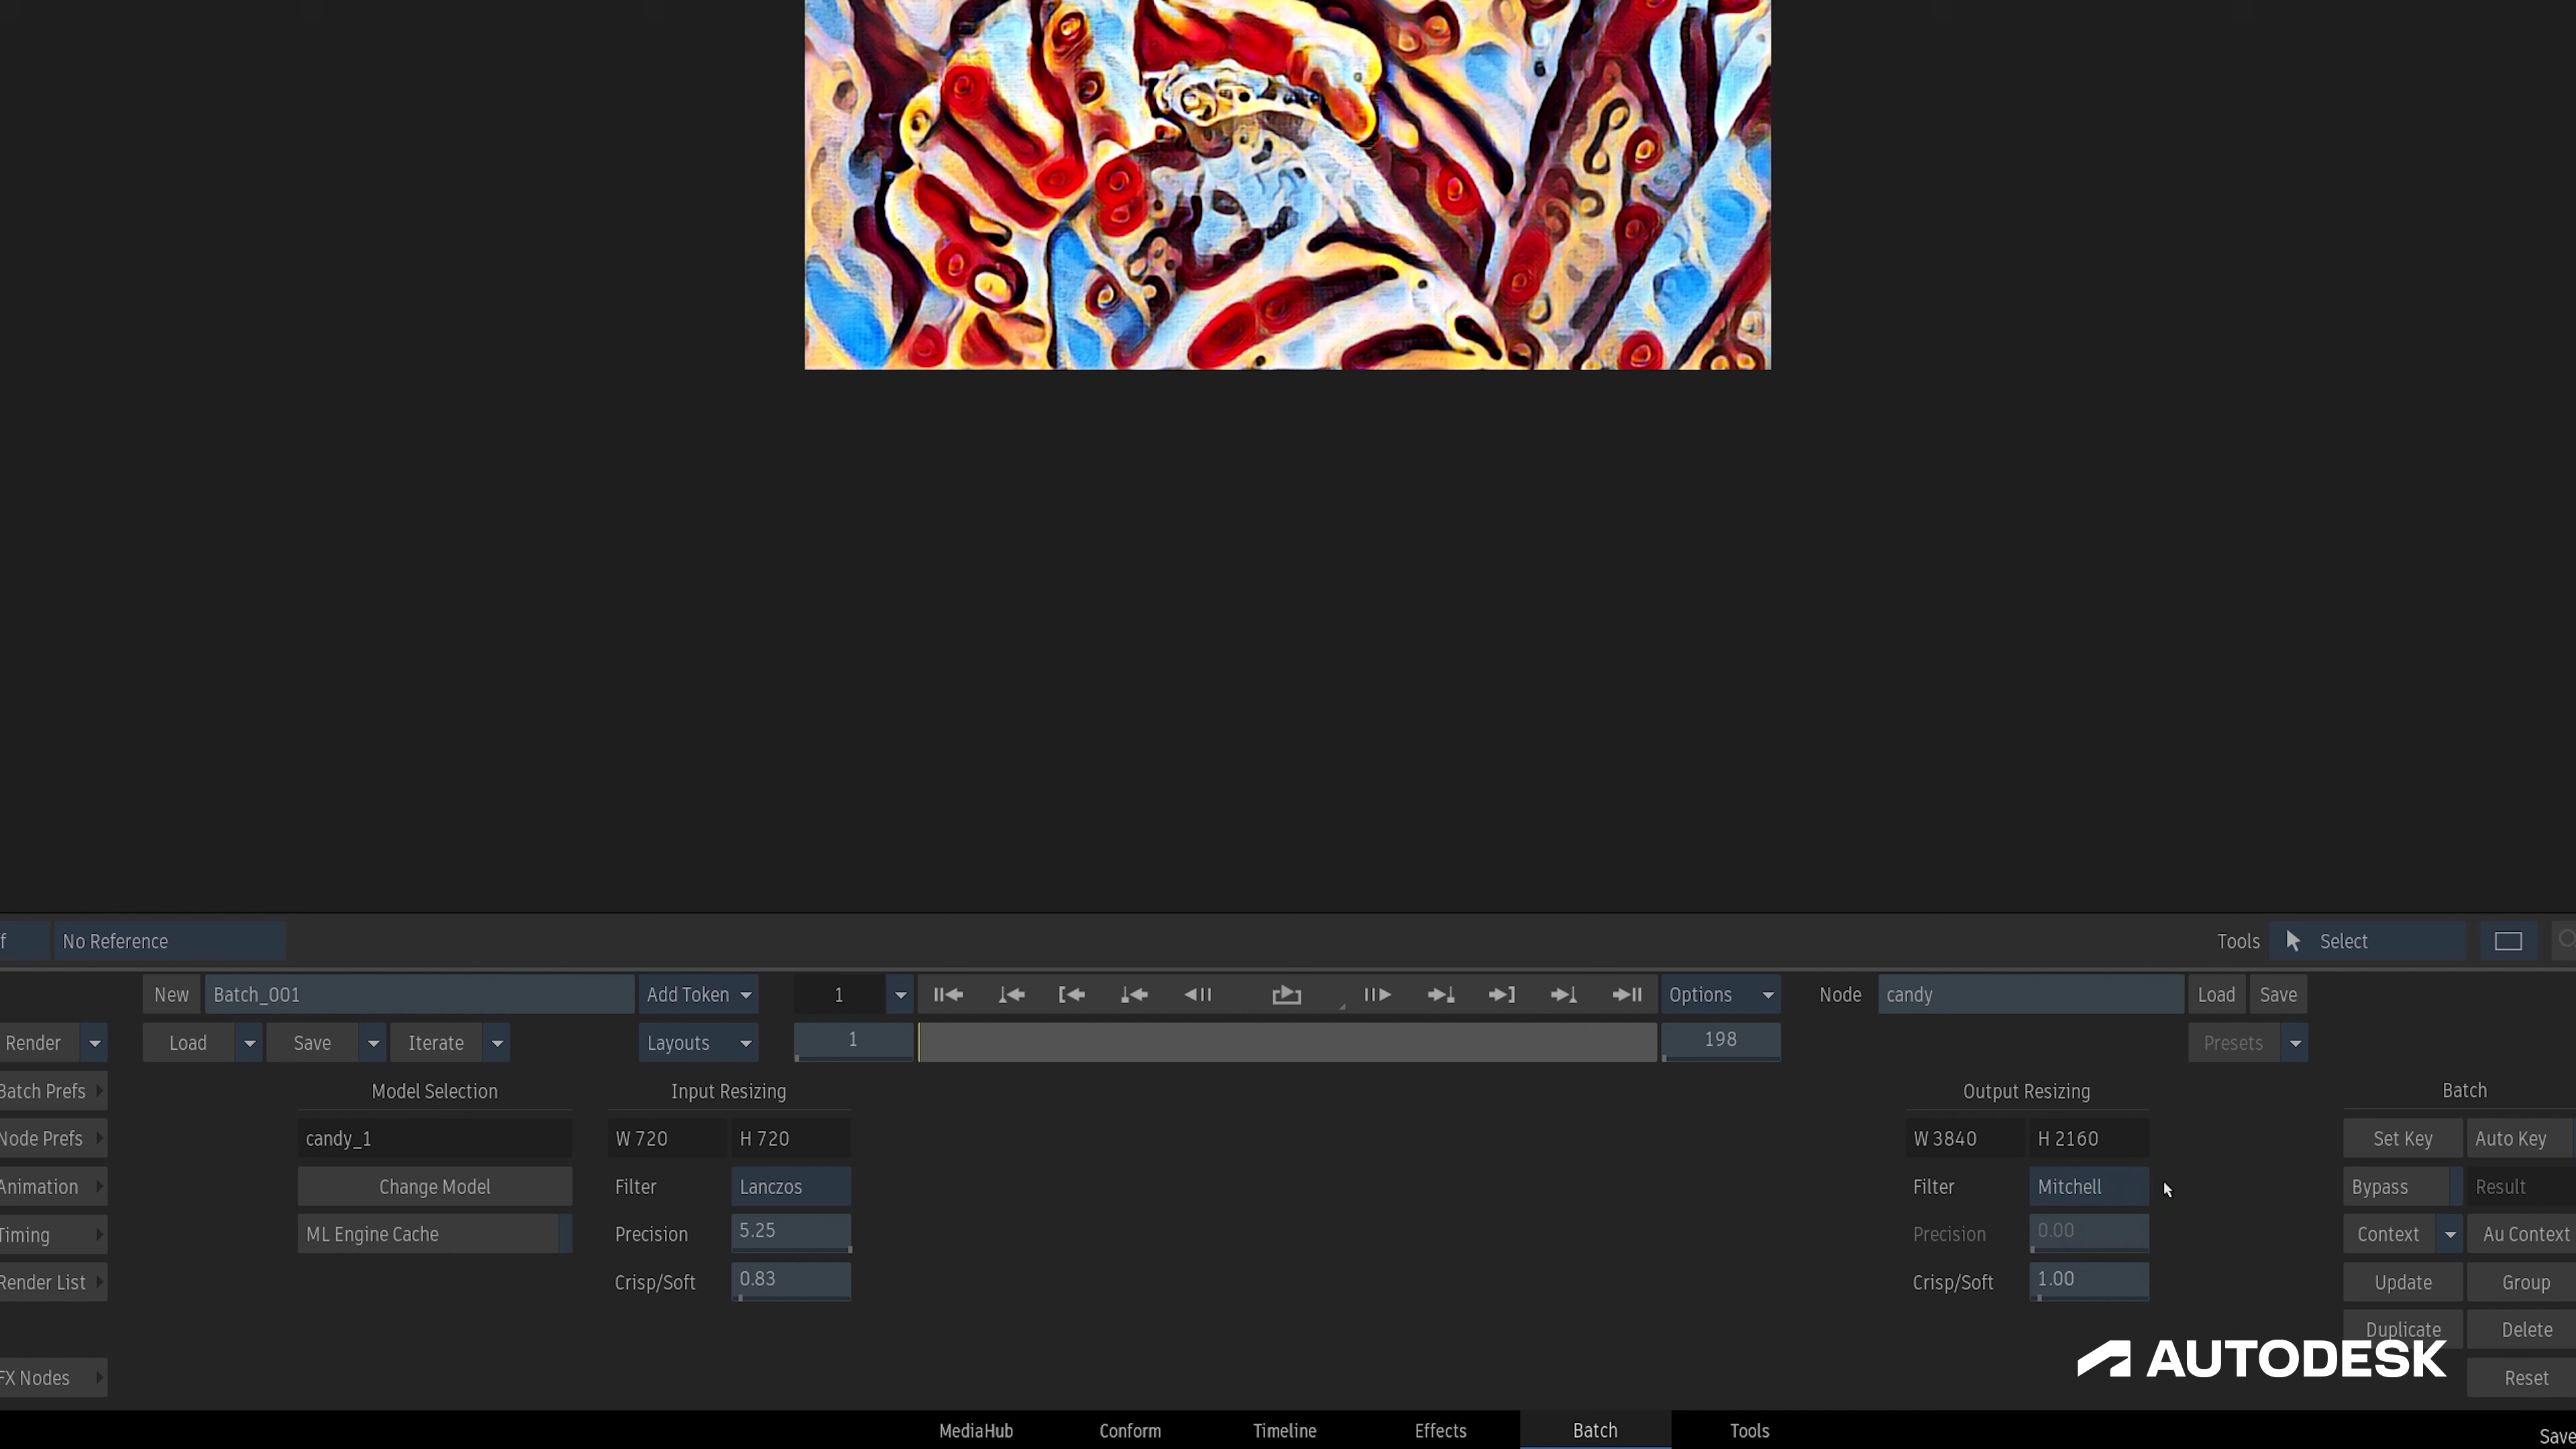 f No Reference Tools Select
New Batch_001 Add Token 1 Options Node candy Load Save
Render Load Save Iterate Layouts 1 198 Presets
Batch Prefs Model Selection Input Resizing Output Resizing Batch
Node Prefs candy_1 W 720 H 720 W 3840 H 2160 Set Key Auto Key
Animation Change Model Filter Lanczos Filter Mitchell Bypass Result
Timing ML Engine Cache Precision 5.25 Precision 0.00 Context Au Context
Render List Crisp/Soft 0.83 Crisp/Soft 1.00 Update Group
Duplicate Delete
AUTODESK
FX Nodes Reset
MediaHub Conform Timeline Effects Batch Tools Save